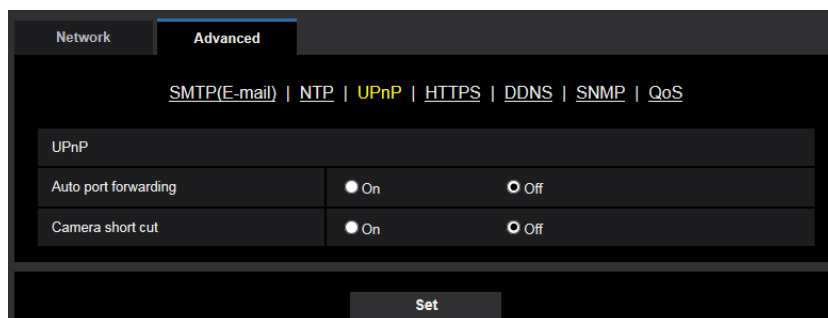 Network Advanced
SMTP(E-mail) | NTP | UPnP | HTTPS | DDNS | SNMP | QoS
UPnP
Auto port forwarding On Off
Camera short cut On Off
Set